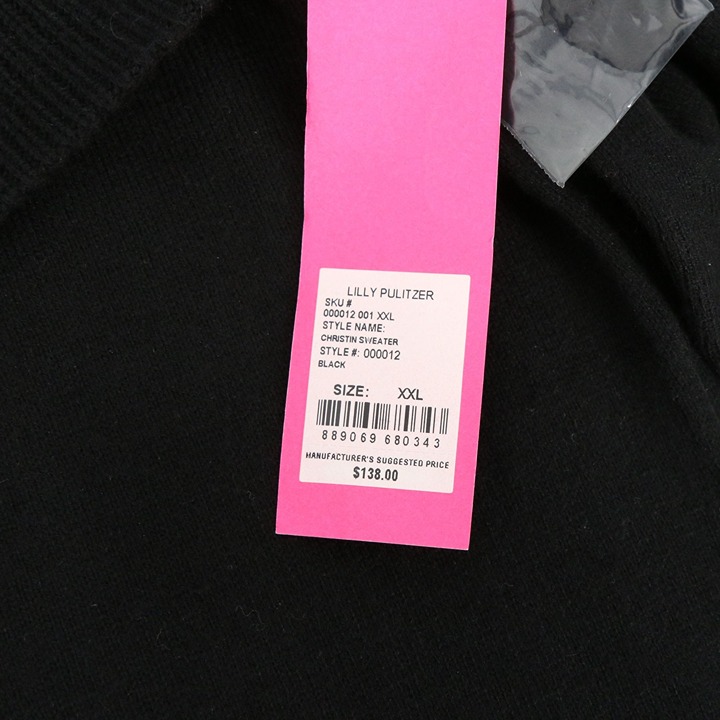 LILLY PULITZER
SKU #
000012 001 XXL
STYLE NAME:
CHRISTIN SWEATER
STYLE #: 000012
BLACK
SIZE: XXL
889069 680343
MANUFACTURER'S SUGGESTED PRICE
$138.00